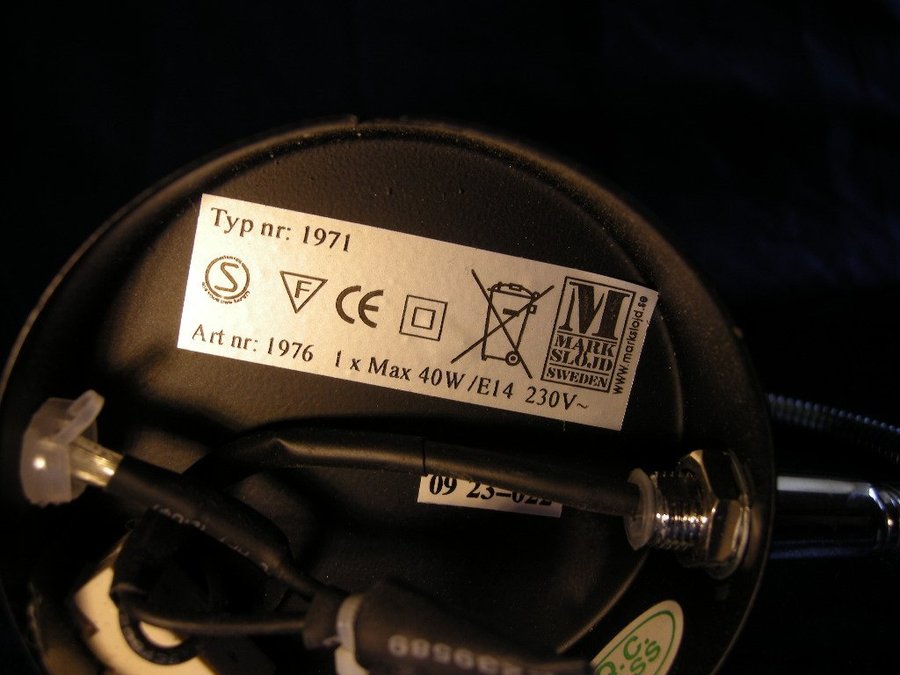 Typ nr: 1971
S
F
CE
M
MARK
SLÖJD
SWEDEN
www.markslojd.se
Art nr: 1976 1 x Max 40W/E14 230V~
09 23-022